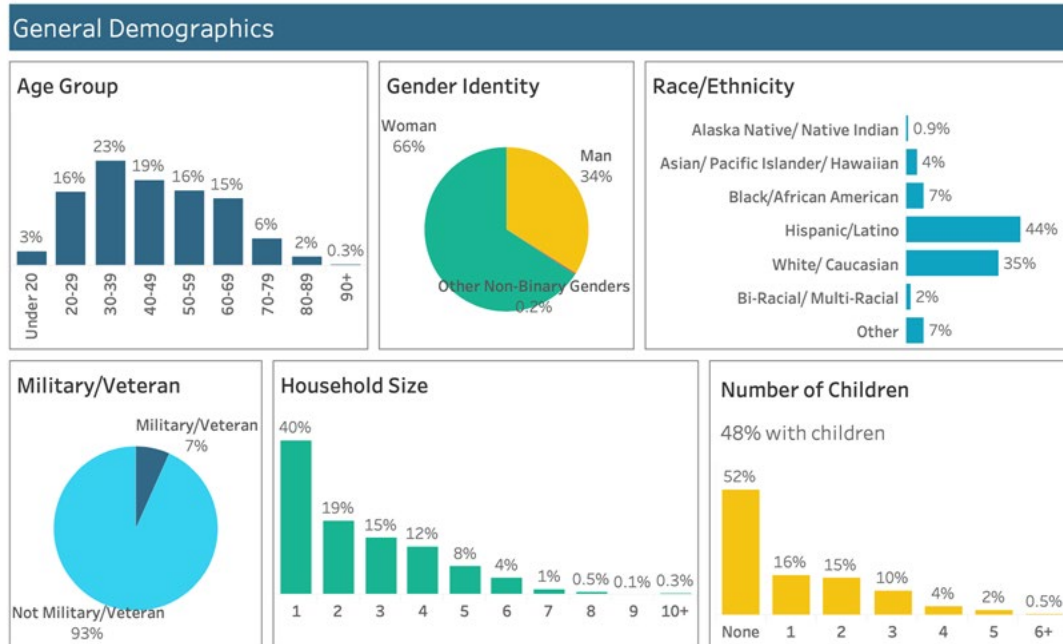 General Demographics
Age Group
23%
19%
16%
16%
15%
6%
3%
2%
0.3%
Under 20
20-29
30-39
40-49
50-59
60-69
70-79
80-89
90+
Gender Identity
Woman
66%
Man
34%
Other Non-Binary Genders
0.2%
Race/Ethnicity
Alaska Native/ Native Indian 0.9%
Asian/ Pacific Islander/ Hawaiian 4%
Black/African American 7%
Hispanic/Latino 44%
White/ Caucasian 35%
Bi-Racial/ Multi-Racial 2%
Other 7%
Military/Veteran
Military/Veteran
7%
Not Military/Veteran
93%
Household Size
40%
19%
15%
12%
8%
4%
1%
0.5%
0.1%
0.3%
1 2 3 4 5 6 7 8 9 10+
Number of Children
48% with children
52%
16%
15%
10%
4%
2%
0.5%
None 1 2 3 4 5 6+